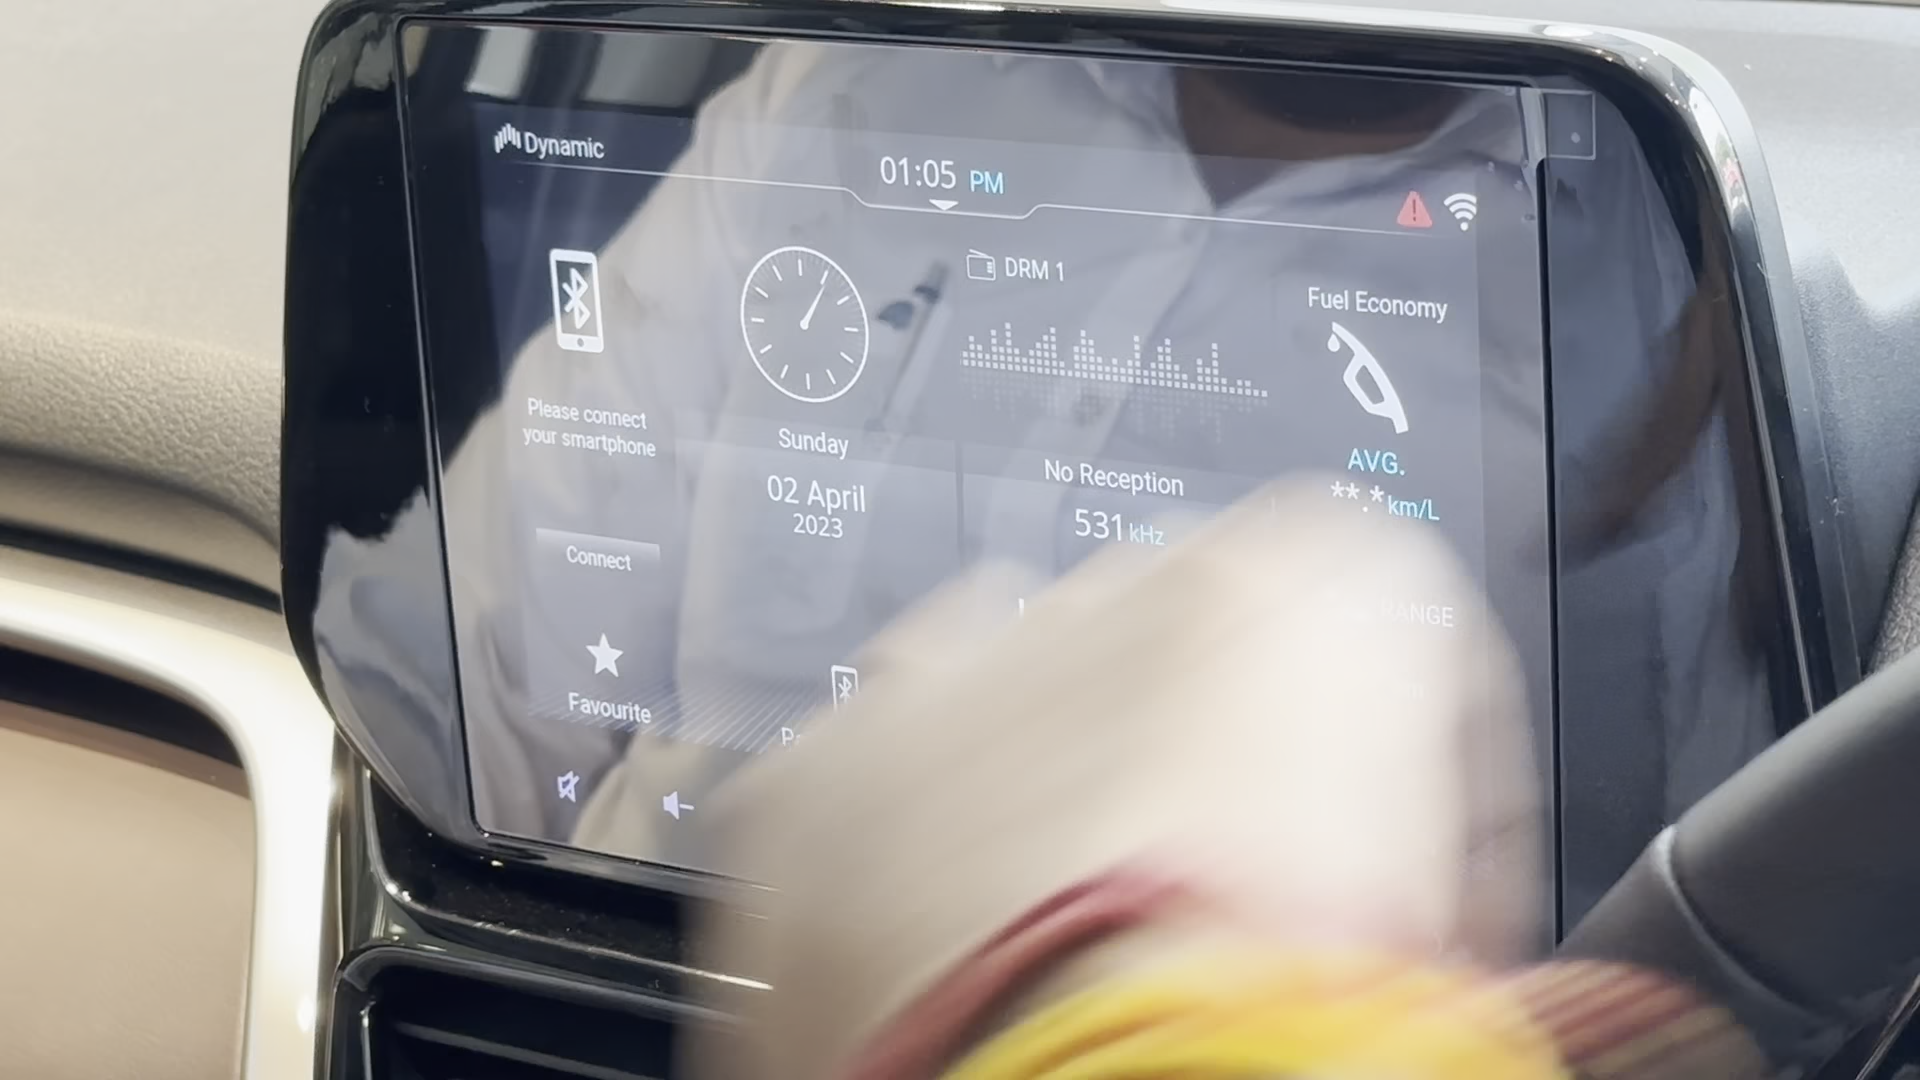 Dynamic
01:05 PM
DRM 1
Fuel Economy
Please connect
your smartphone
Sunday
02 April
2023
No Reception
531 kHz
AVG.
**.* km/L
Connect
RANGE
Favourite